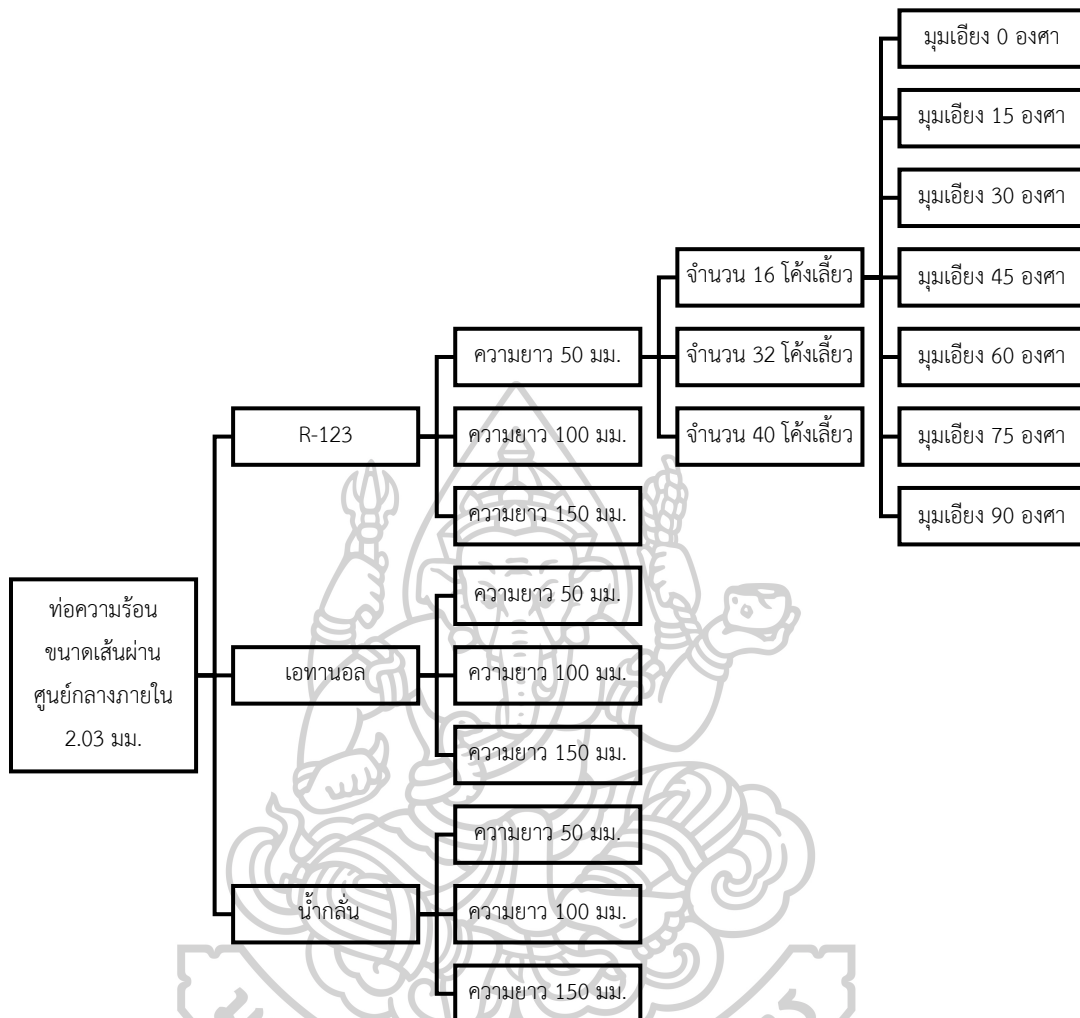 ท่อความร้อน
ขนาดเส้นผ่าน
ศูนย์กลางภายใน
2.03 มม.
R-123
ความยาว 50 มม.
จำนวน 16 โค้งเลี้ยว
มุมเอียง 0 องศา
มุมเอียง 15 องศา
มุมเอียง 30 องศา
มุมเอียง 45 องศา
มุมเอียง 60 องศา
มุมเอียง 75 องศา
มุมเอียง 90 องศา
จำนวน 32 โค้งเลี้ยว
จำนวน 40 โค้งเลี้ยว
ความยาว 100 มม.
ความยาว 150 มม.
เอทานอล
ความยาว 50 มม.
ความยาว 100 มม.
ความยาว 150 มม.
น้ำกลั่น
ความยาว 50 มม.
ความยาว 100 มม.
ความยาว 150 มม.